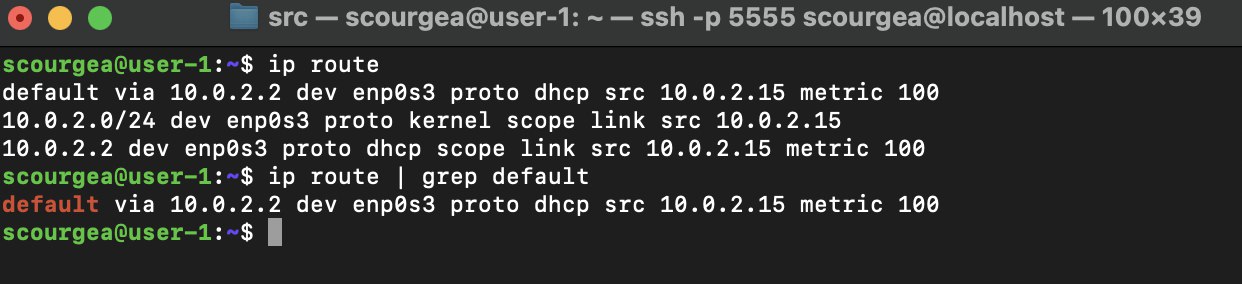 src — scourgea@user-1: ~ — ssh -p 5555 scourgea@localhost — 100×39
scourgea@user-1:~$ ip route
default via 10.0.2.2 dev enp0s3 proto dhcp src 10.0.2.15 metric 100
10.0.2.0/24 dev enp0s3 proto kernel scope link src 10.0.2.15
10.0.2.2 dev enp0s3 proto dhcp scope link src 10.0.2.15 metric 100
scourgea@user-1:~$ ip route | grep default
default via 10.0.2.2 dev enp0s3 proto dhcp src 10.0.2.15 metric 100
scourgea@user-1:~$